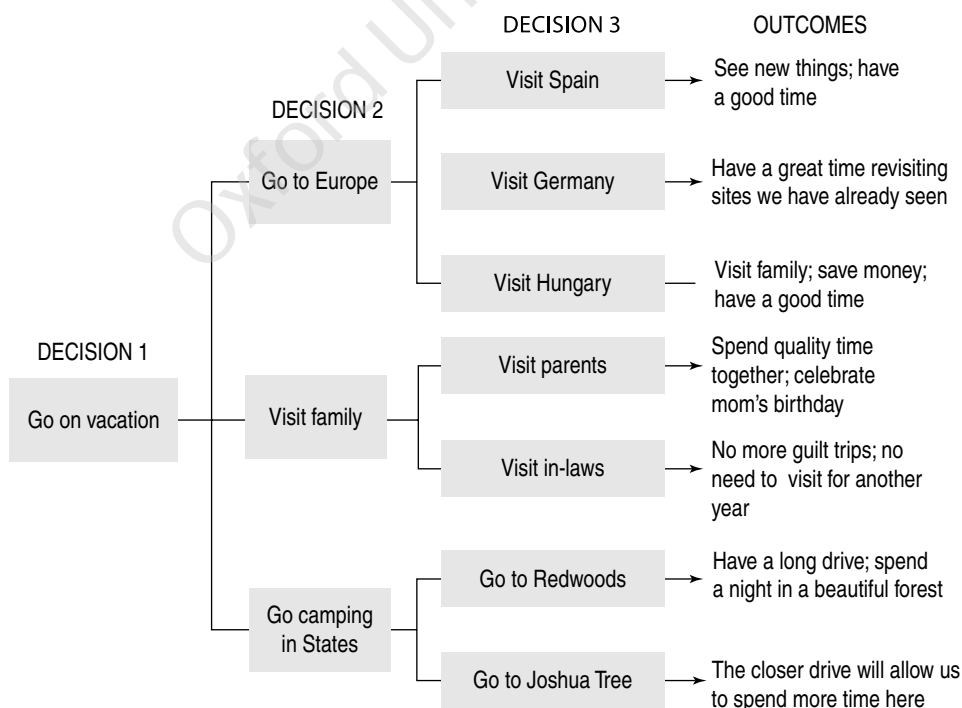 DECISION 3
OUTCOMES
Visit Spain
See new things; have
a good time
DECISION 2
Go to Europe
Visit Germany
Have a great time revisiting
sites we have already seen
Visit Hungary
Visit family; save money;
have a good time
DECISION 1
Go on vacation
Visit family
Visit parents
Spend quality time
together; celebrate
mom's birthday
Visit in-laws
No more guilt trips; no
need to visit for another
year
Go camping
in States
Go to Redwoods
Have a long drive; spend
a night in a beautiful forest
Go to Joshua Tree
The closer drive will allow us
to spend more time here
Oxford